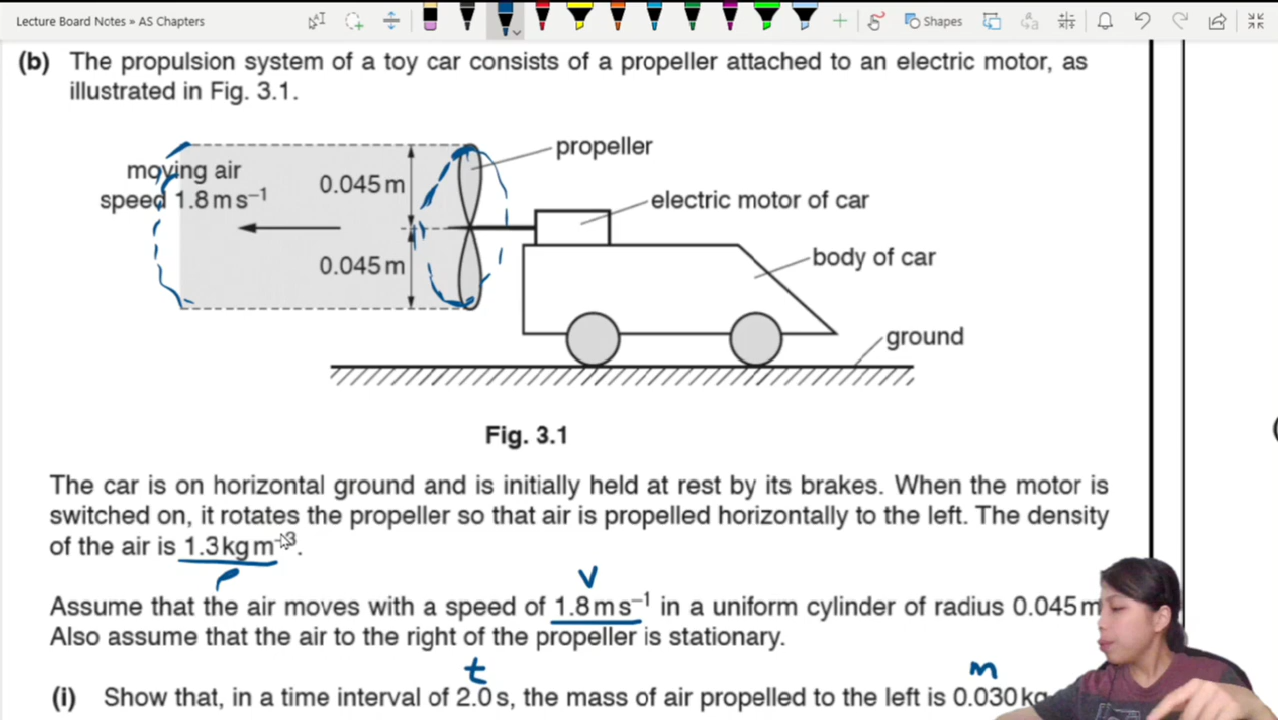 Lecture Board Notes » AS Chapters
Shapes
(b) The propulsion system of a toy car consists of a propeller attached to an electric motor, as
illustrated in Fig. 3.1.
propeller
moving air
speed 1.8 m s⁻¹
0.045 m
electric motor of car
0.045 m
body of car
ground
Fig. 3.1
The car is on horizontal ground and is initially held at rest by its brakes. When the motor is
switched on, it rotates the propeller so that air is propelled horizontally to the left. The density
of the air is 1.3 kg m⁻³.
ρ
v
Assume that the air moves with a speed of 1.8 m s⁻¹ in a uniform cylinder of radius 0.045 m
Also assume that the air to the right of the propeller is stationary.
t
m
(i) Show that, in a time interval of 2.0 s, the mass of air propelled to the left is 0.030 kg